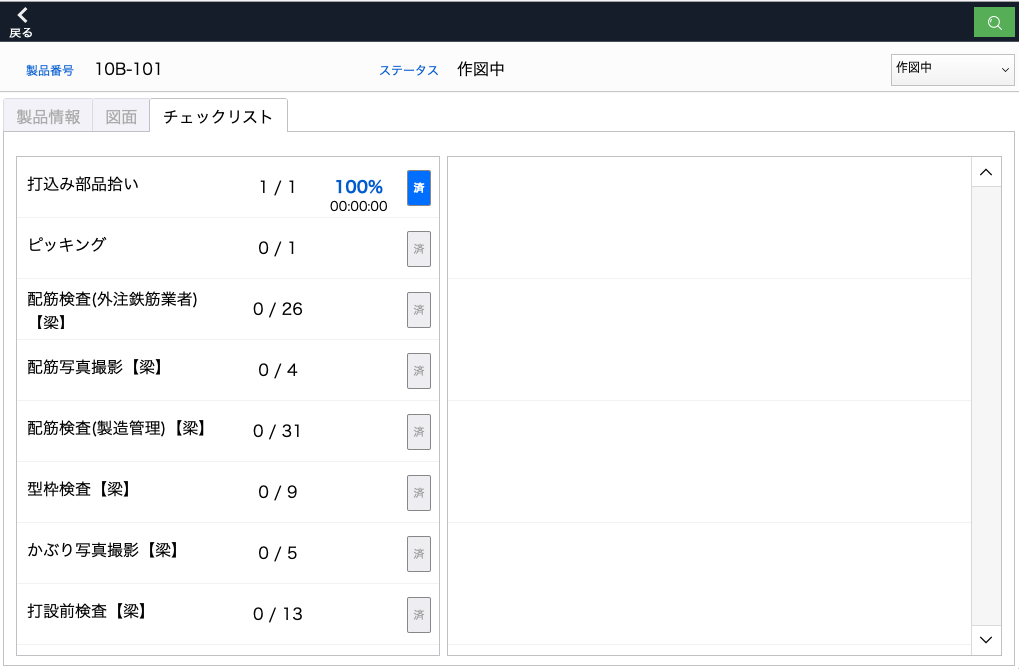 戻る
製品番号 10B-101 ステータス 作図中 作図中
製品情報 図面 チェックリスト
打込み部品拾い 1 / 1 100% 済
00:00:00
ピッキング 0 / 1 済
配筋検査(外注鉄筋業者)
【梁】 0 / 26 済
配筋写真撮影【梁】 0 / 4 済
配筋検査(製造管理)【梁】 0 / 31 済
型枠検査【梁】 0 / 9 済
かぶり写真撮影【梁】 0 / 5 済
打設前検査【梁】 0 / 13 済